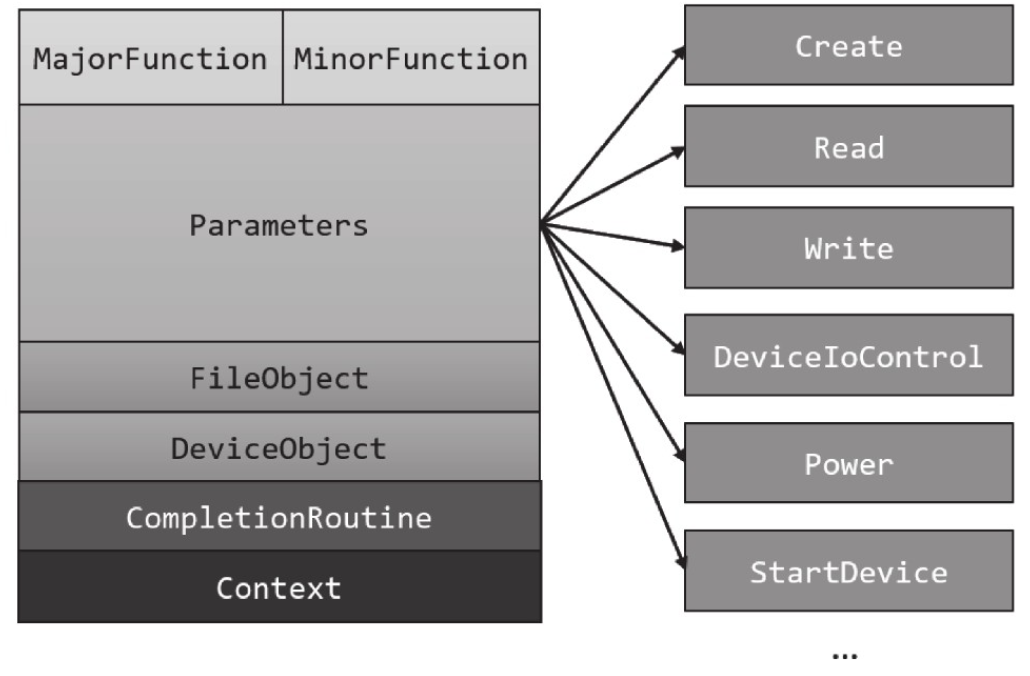 MajorFunction
MinorFunction
Parameters
FileObject
DeviceObject
CompletionRoutine
Context
Create
Read
Write
DeviceIoControl
Power
StartDevice
...